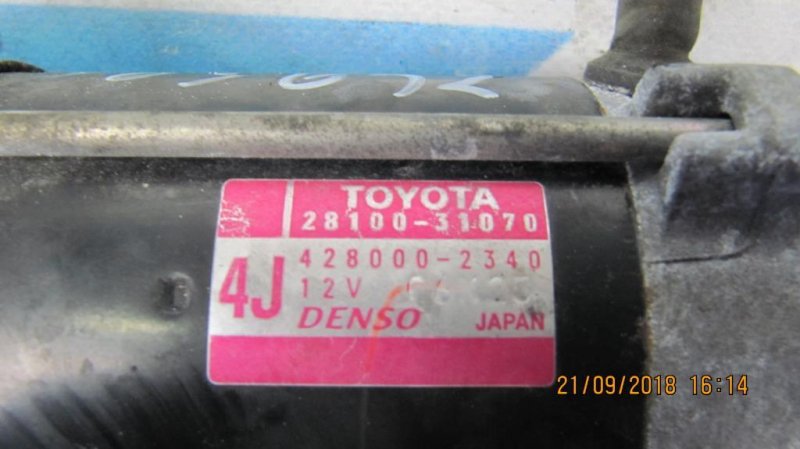 TOYOTA
28100-31070
4J
428000-2340
12V
DENSO JAPAN
21/09/2018 16:14